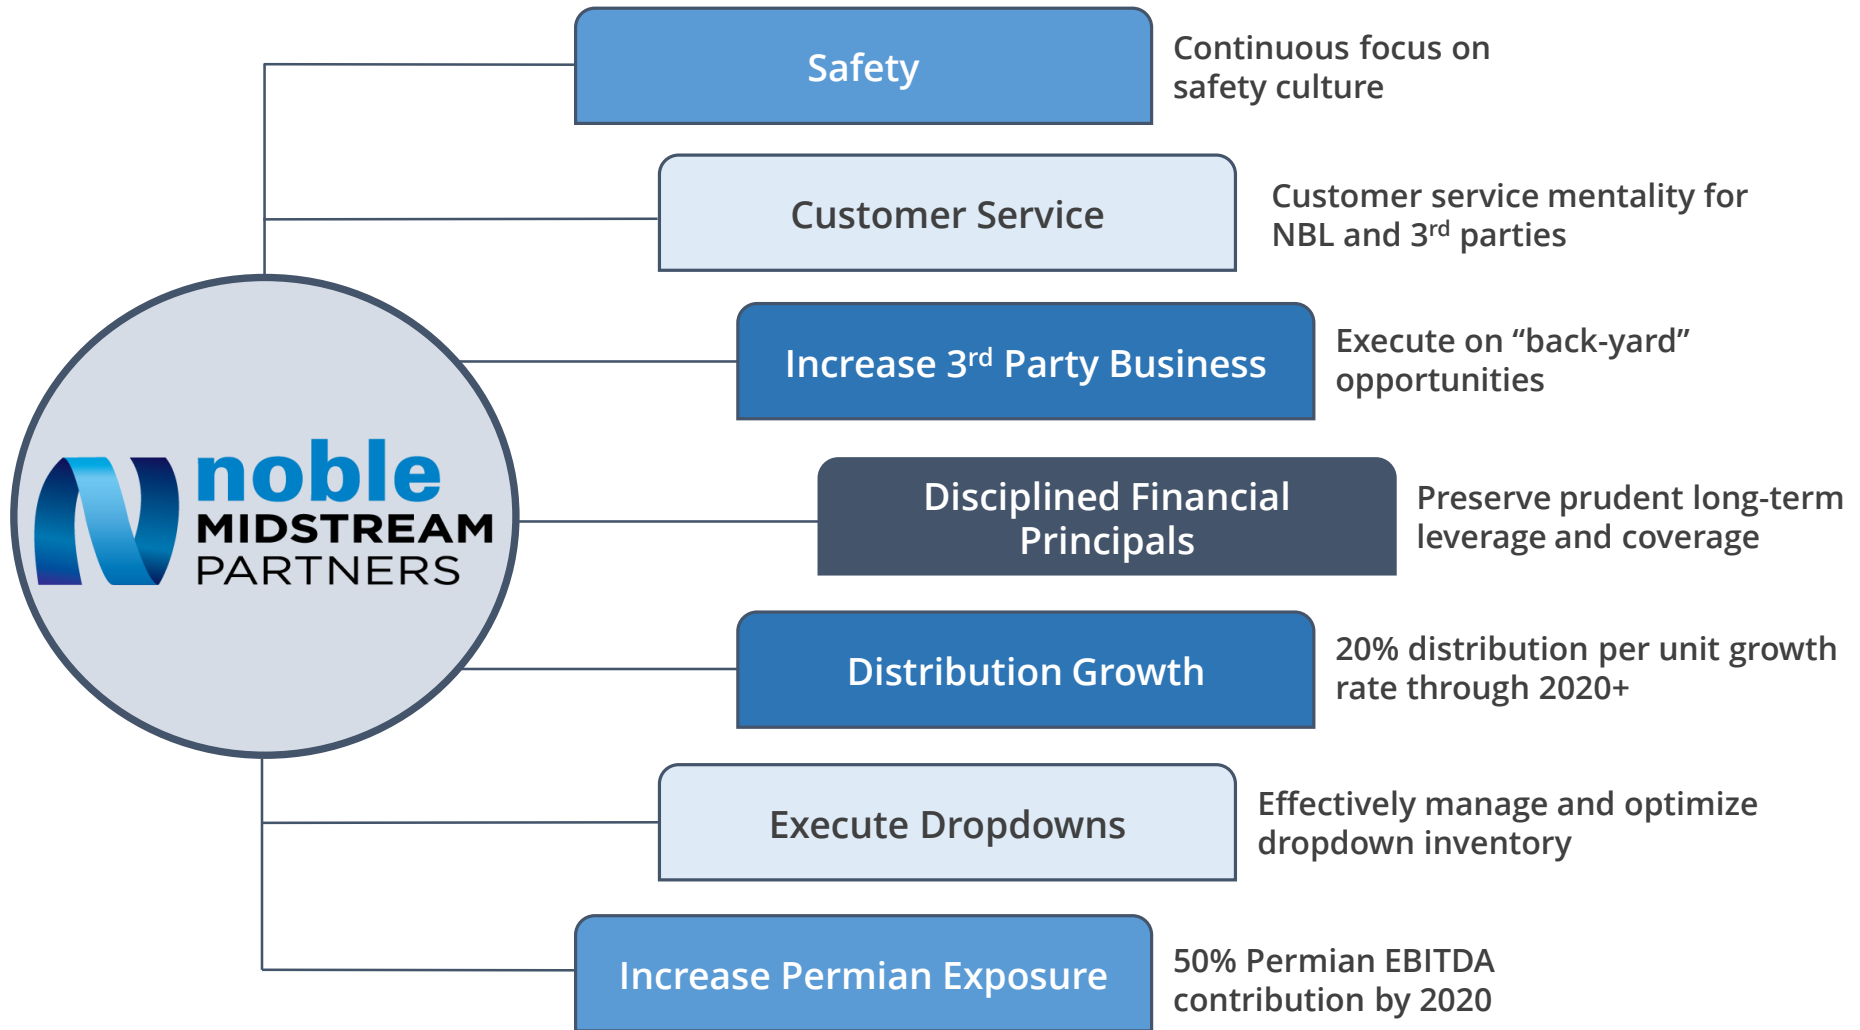 Safety
Continuous focus on
safety culture
Customer Service
Customer service mentality for
NBL and 3rd parties
Increase 3rd Party Business
Execute on “back-yard”
opportunities
noble
MIDSTREAM
PARTNERS
Disciplined Financial
Principals
Preserve prudent long-term
leverage and coverage
Distribution Growth
20% distribution per unit growth
rate through 2020+
Execute Dropdowns
Effectively manage and optimize
dropdown inventory
Increase Permian Exposure
50% Permian EBITDA
contribution by 2020